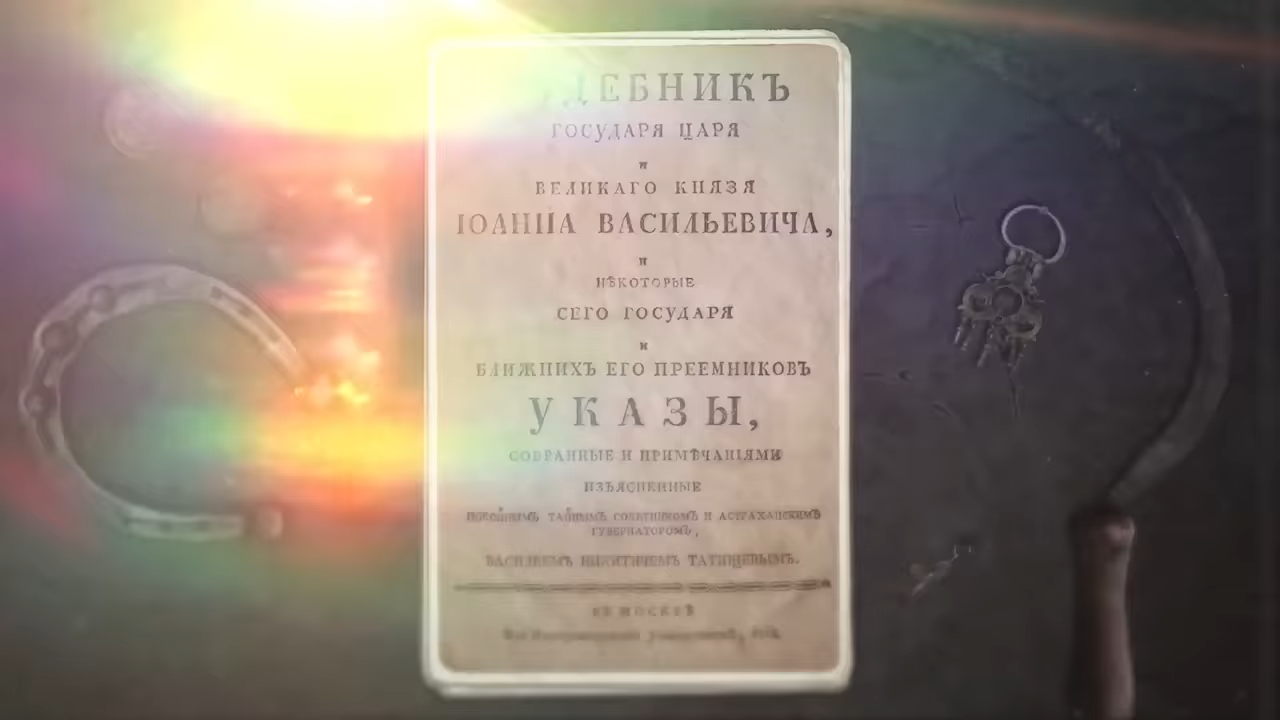 ДЕБНИКЪ
ГОСУДАРЯ ЦАРЯ
и
ВЕЛИКАГО КНЯЗЯ
ІОАННА ВАСИЛЬЕВИЧА,
и
НѢКОТОРЫЕ
СЕГО ГОСУДАРЯ
и
БЛИЖНИХЪ ЕГО ПРЕЕМНИКОВЪ
УКАЗЫ,
СОБРАННЫЕ И ПРИМѢЧАНІЯМИ
ИЗЪЯСНЕННЫЕ
ПОКОЙНЫМЪ ТАЙНЫМЪ СОВѢТНИКОМЪ И АСТРАХАНСКИМЪ
ГУБЕРНАТОРОМЪ,
ВАСИЛЬЕМЪ НИКИТИЧЕМЪ ТАТИЩЕВЫМЪ.
ВЪ МОСКВѢ